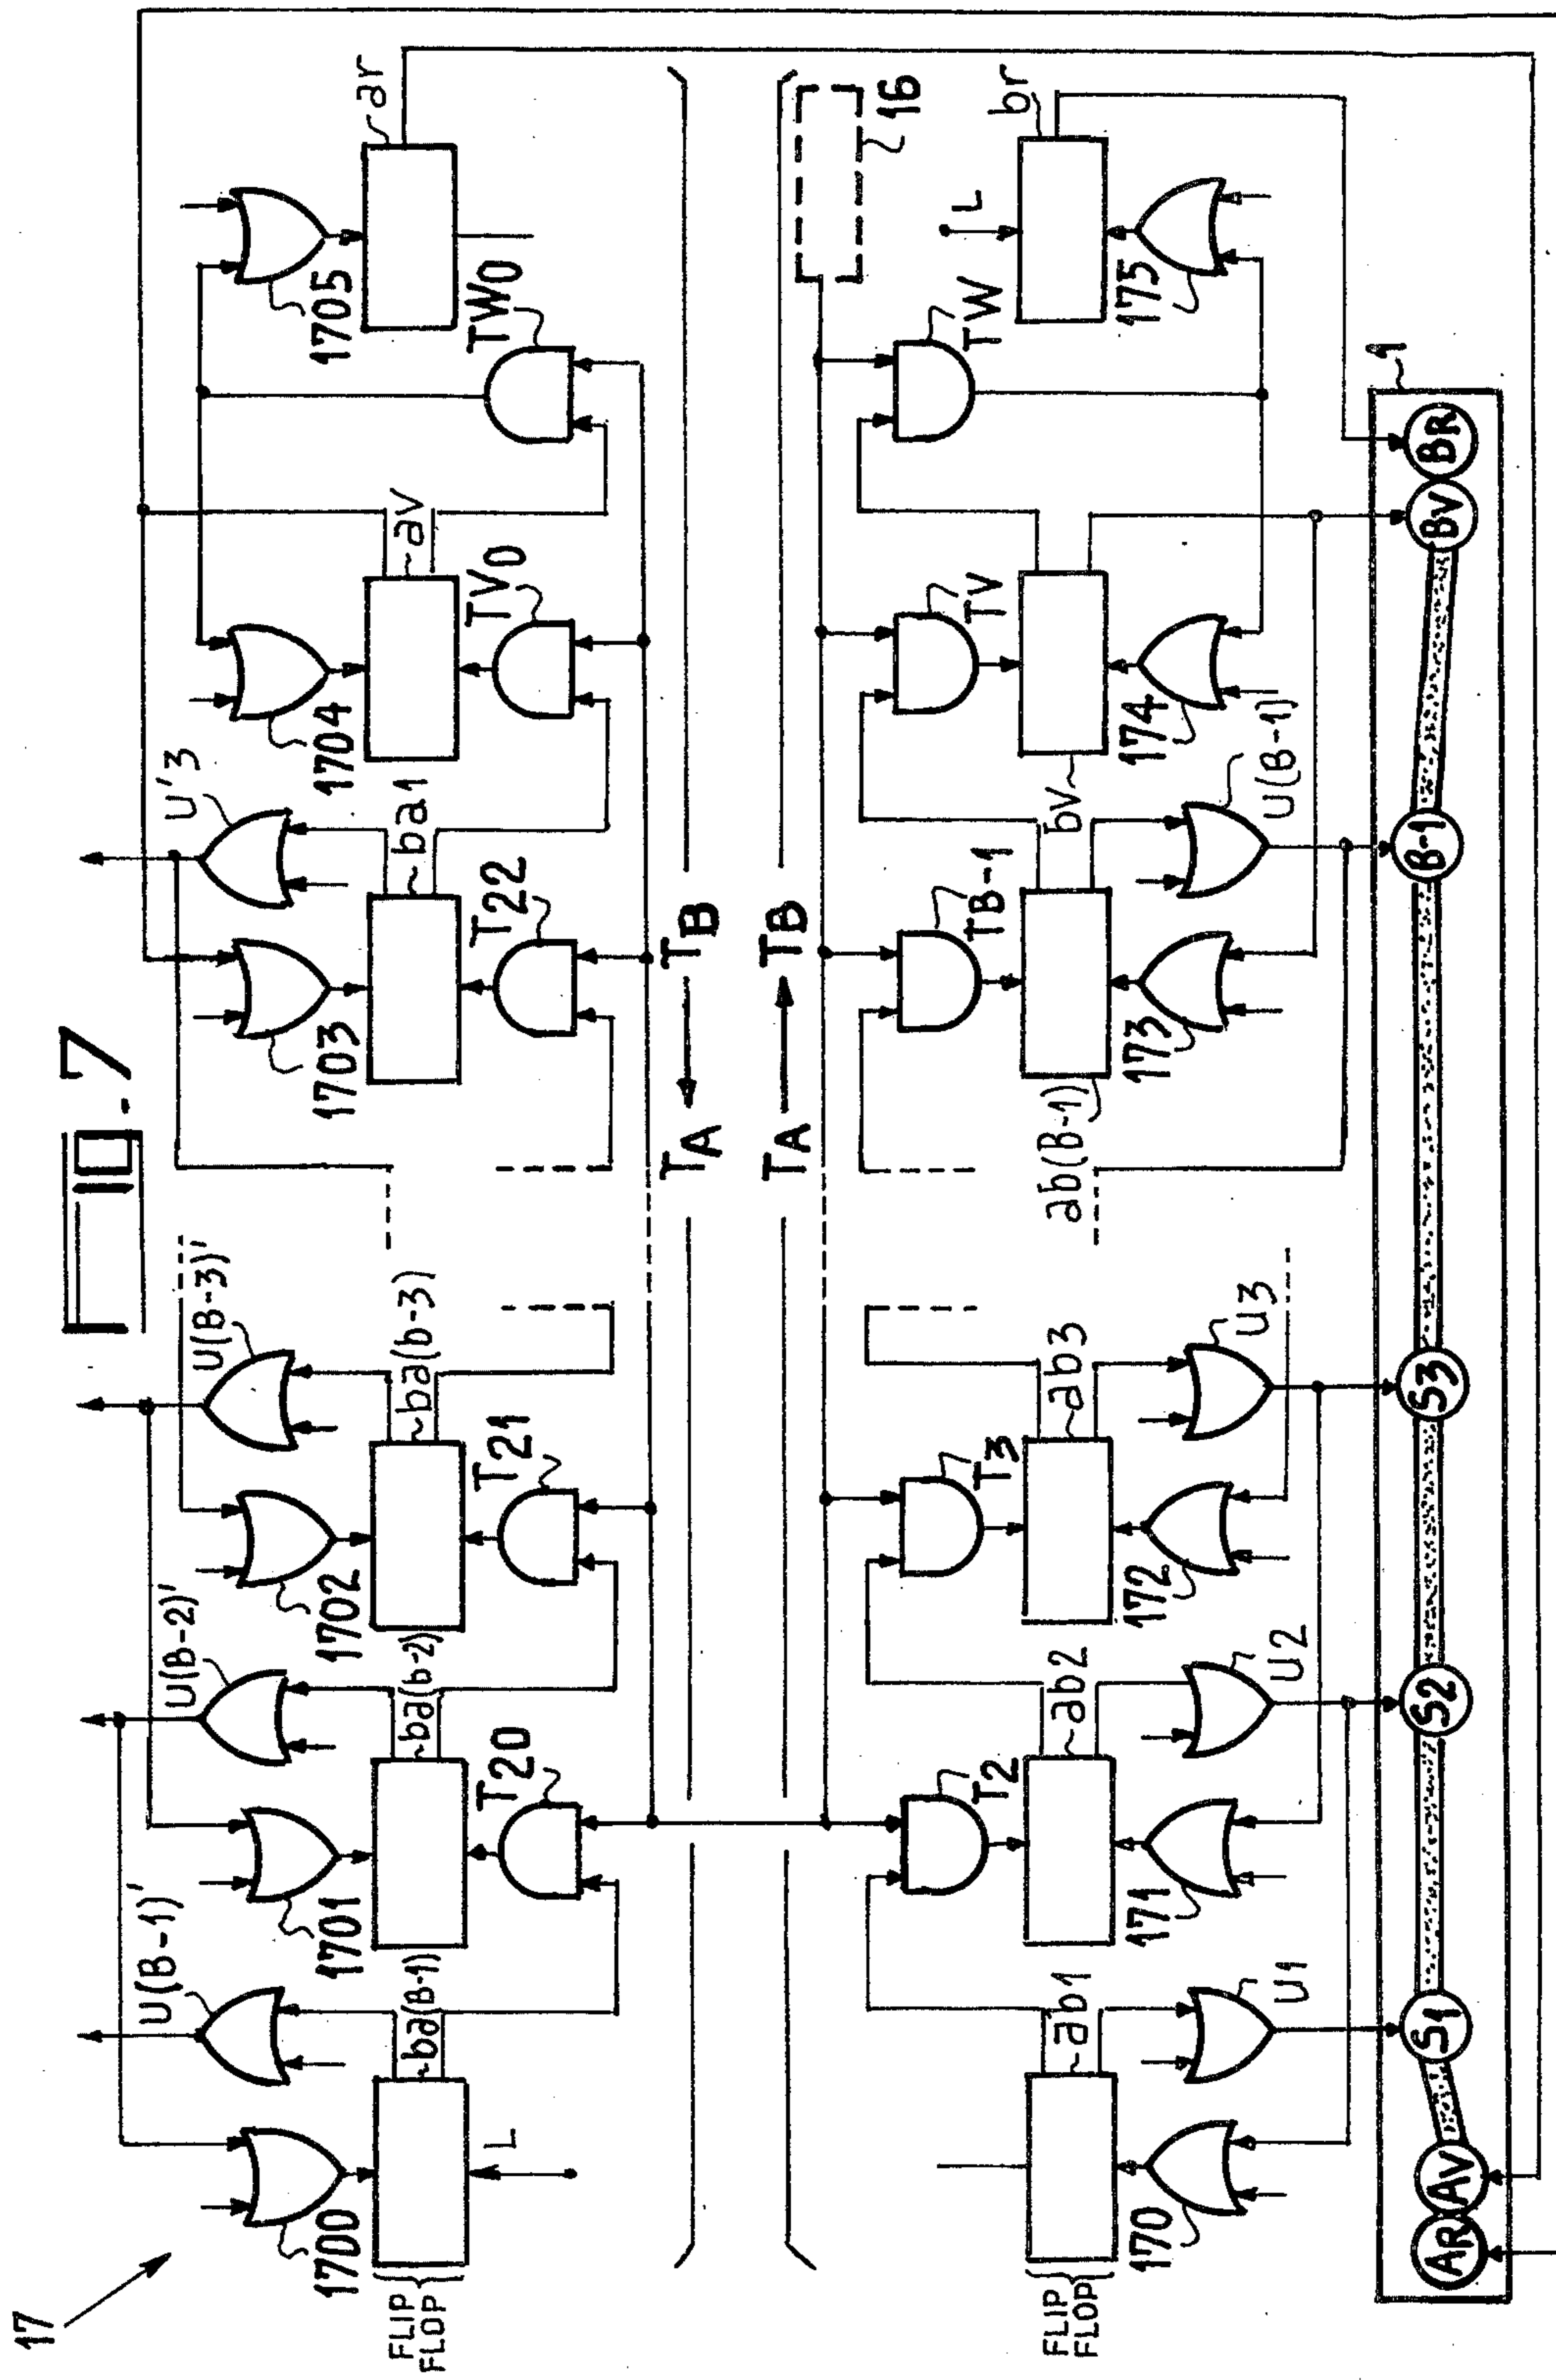 Fig. 7
17
U(B-1)'
U(B-2)'
U(B-3)'
U'3
1700
1701
1702
1703
1704
1705
FLIP
FLOP
ba(B-1)
ba(b-2)
ba(b-3)
ba1
av
ar
L
T20
T21
T22
TV0
TW0
TA ← TB
TA → TB
16
T2
T3
TB-1
TV
TW
L
FLIP
FLOP
ab1
ab2
ab3
ab(B-1)
bv
br
170
171
172
173
174
175
U1
U2
U3
U(B-1)
1
AR
AV
S1
S2
S3
B-1
BV
BR